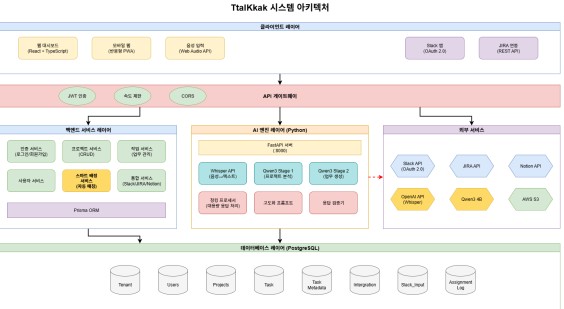 TtalKkak 시스템 아키텍처
클라이언트 레이어
웹 대시보드
(React + TypeScript)
모바일 웹
(반응형 PWA)
음성 입력
(Web Audio API)
Slack 앱
(OAuth 2.0)
JIRA 연동
(REST API)
JWT 인증
속도 제한
CORS
API 게이트웨이
백엔드 서비스 레이어
인증 서비스
(로그인/회원가입)
프로젝트 서비스
(CRUD)
작업 서비스
(업무 관리)
사용자 서비스
스마트 배정
서비스
(자동 배정)
통합 서비스
(Slack/JIRA/Notion)
Prisma ORM
AI 엔진 레이어 (Python)
FastAPI 서버
(:8000)
Whisper API
(음성→텍스트)
Qwen3 Stage 1
(프로젝트 분석)
Qwen3 Stage 2
(업무 생성)
청킹 프로세서
(대용량 응답 처리)
고도화 프롬프트
응답 검증기
외부 서비스
Slack API
(OAuth 2.0)
JIRA API
Notion API
OpenAI API
(Whisper)
Qwen3 4B
AWS S3
데이터베이스 레이어 (PostgreSQL)
Tenant
Users
Projects
Task
Task
Metadata
Intergration
Slack_Input
Assignment
Log